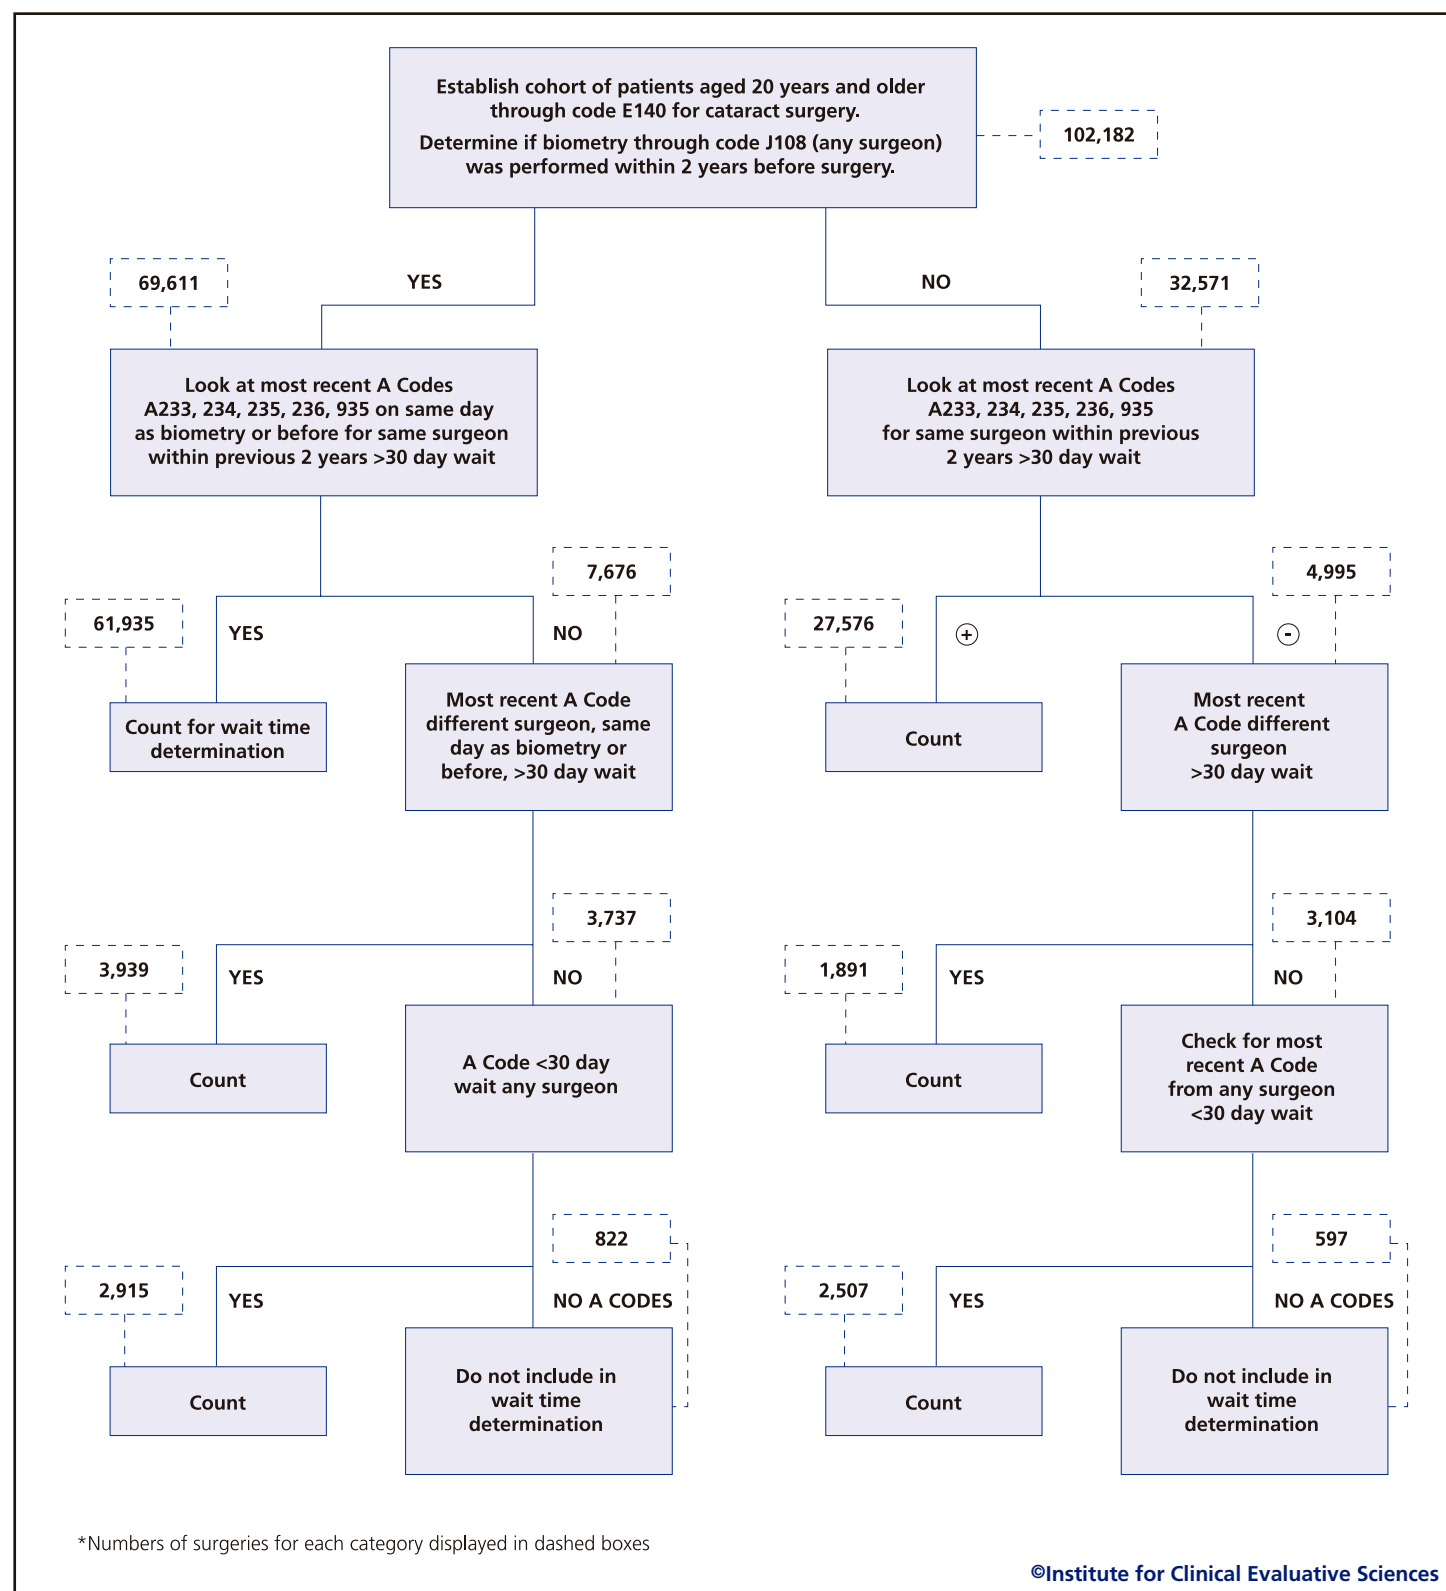 Establish cohort of patients aged 20 years and older
through code E140 for cataract surgery.
Determine if biometry through code J108 (any surgeon)
was performed within 2 years before surgery.
102,182
69,611
YES
NO
32,571
Look at most recent A Codes
A233, 234, 235, 236, 935 on same day
as biometry or before for same surgeon
within previous 2 years >30 day wait
Look at most recent A Codes
A233, 234, 235, 236, 935
for same surgeon within previous
2 years >30 day wait
61,935
YES
7,676
NO
27,576
+
4,995
-
Count for wait time
determination
Most recent A Code
different surgeon, same
day as biometry or
before, >30 day wait
Count
Most recent
A Code different
surgeon
>30 day wait
3,939
YES
3,737
NO
1,891
YES
3,104
NO
Count
A Code <30 day
wait any surgeon
Count
Check for most
recent A Code
from any surgeon
<30 day wait
2,915
YES
822
NO A CODES
2,507
YES
597
NO A CODES
Count
Do not include in
wait time
determination
Count
Do not include in
wait time
determination
*Numbers of surgeries for each category displayed in dashed boxes
©Institute for Clinical Evaluative Sciences